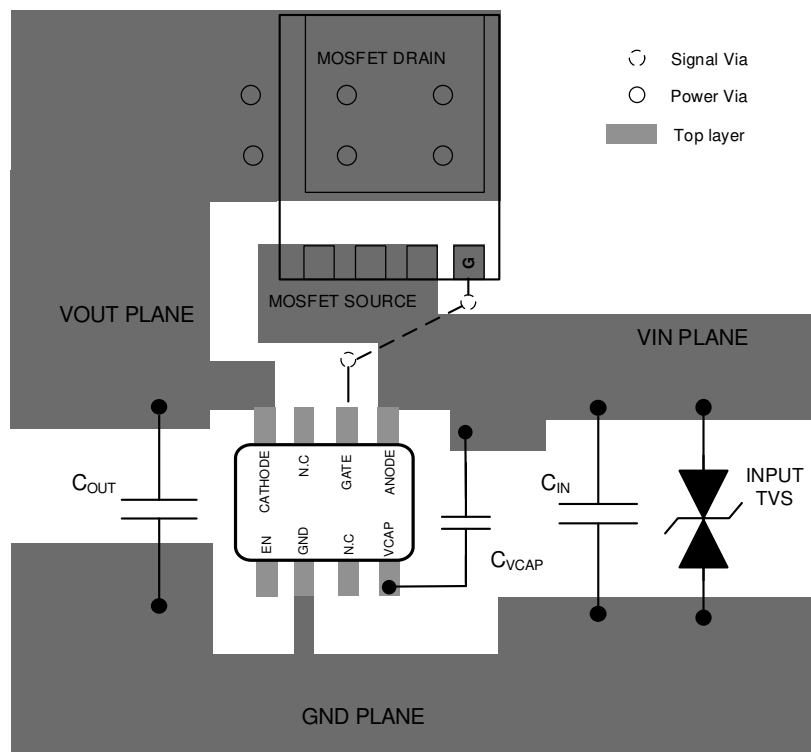 MOSFET DRAIN
Signal Via
Power Via
Top layer
G
MOSFET SOURCE
VOUT PLANE
VIN PLANE
CATHODE
N.C
GATE
ANODE
EN
GND
N.C
VCAP
COUT
CVCAP
CIN
INPUT
TVS
GND PLANE